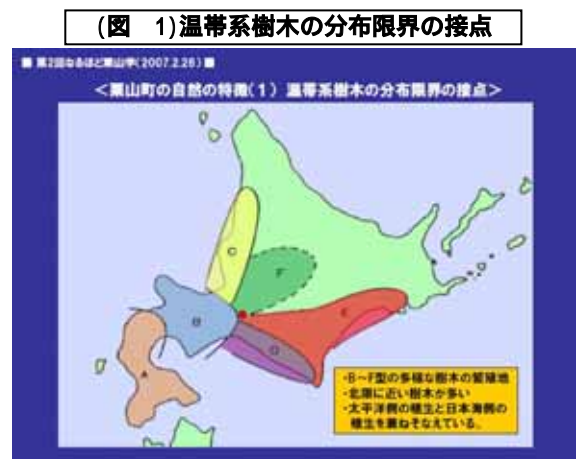 (図 1)温帯系樹木の分布限界の接点
■ 第2回なるほど栗山学(2007.2.26)■
＜栗山町の自然の特徴(1) 温帯系樹木の分布限界の接点＞
C
F
B
E
D
A
・B～F型の多様な樹木の繁殖地
・北限に近い樹木が多い
・太平洋側の植生と日本海側の
植生を兼ねそなえている。